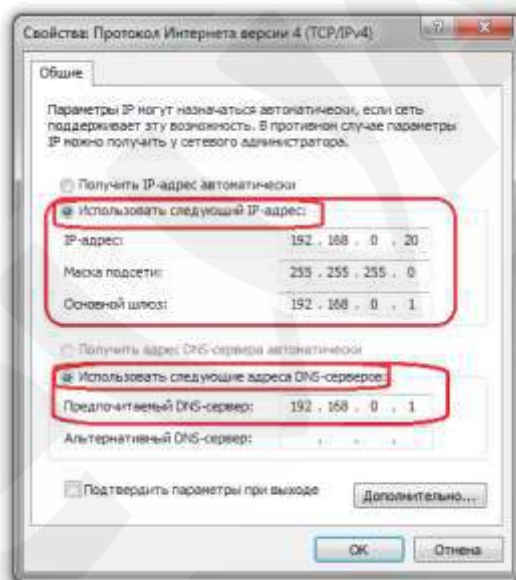 Свойства: Протокол Интернета версии 4 (TCP/IPv4)
Общие
Параметры IP могут назначаться автоматически, если сеть
поддерживает эту возможность. В противном случае параметры
IP можно получить у сетевого администратора.
Получить IP-адрес автоматически
Использовать следующий IP-адрес:
IP-адрес: 192 . 168 . 0 . 20
Маска подсети: 255 . 255 . 255 . 0
Основной шлюз: 192 . 168 . 0 . 1
Получить адрес DNS-сервера автоматически
Использовать следующие адреса DNS-серверов:
Предпочитаемый DNS-сервер: 192 . 168 . 0 . 1
Альтернативный DNS-сервер: . . .
Подтвердить параметры при выходе
Дополнительно...
OK Отмена